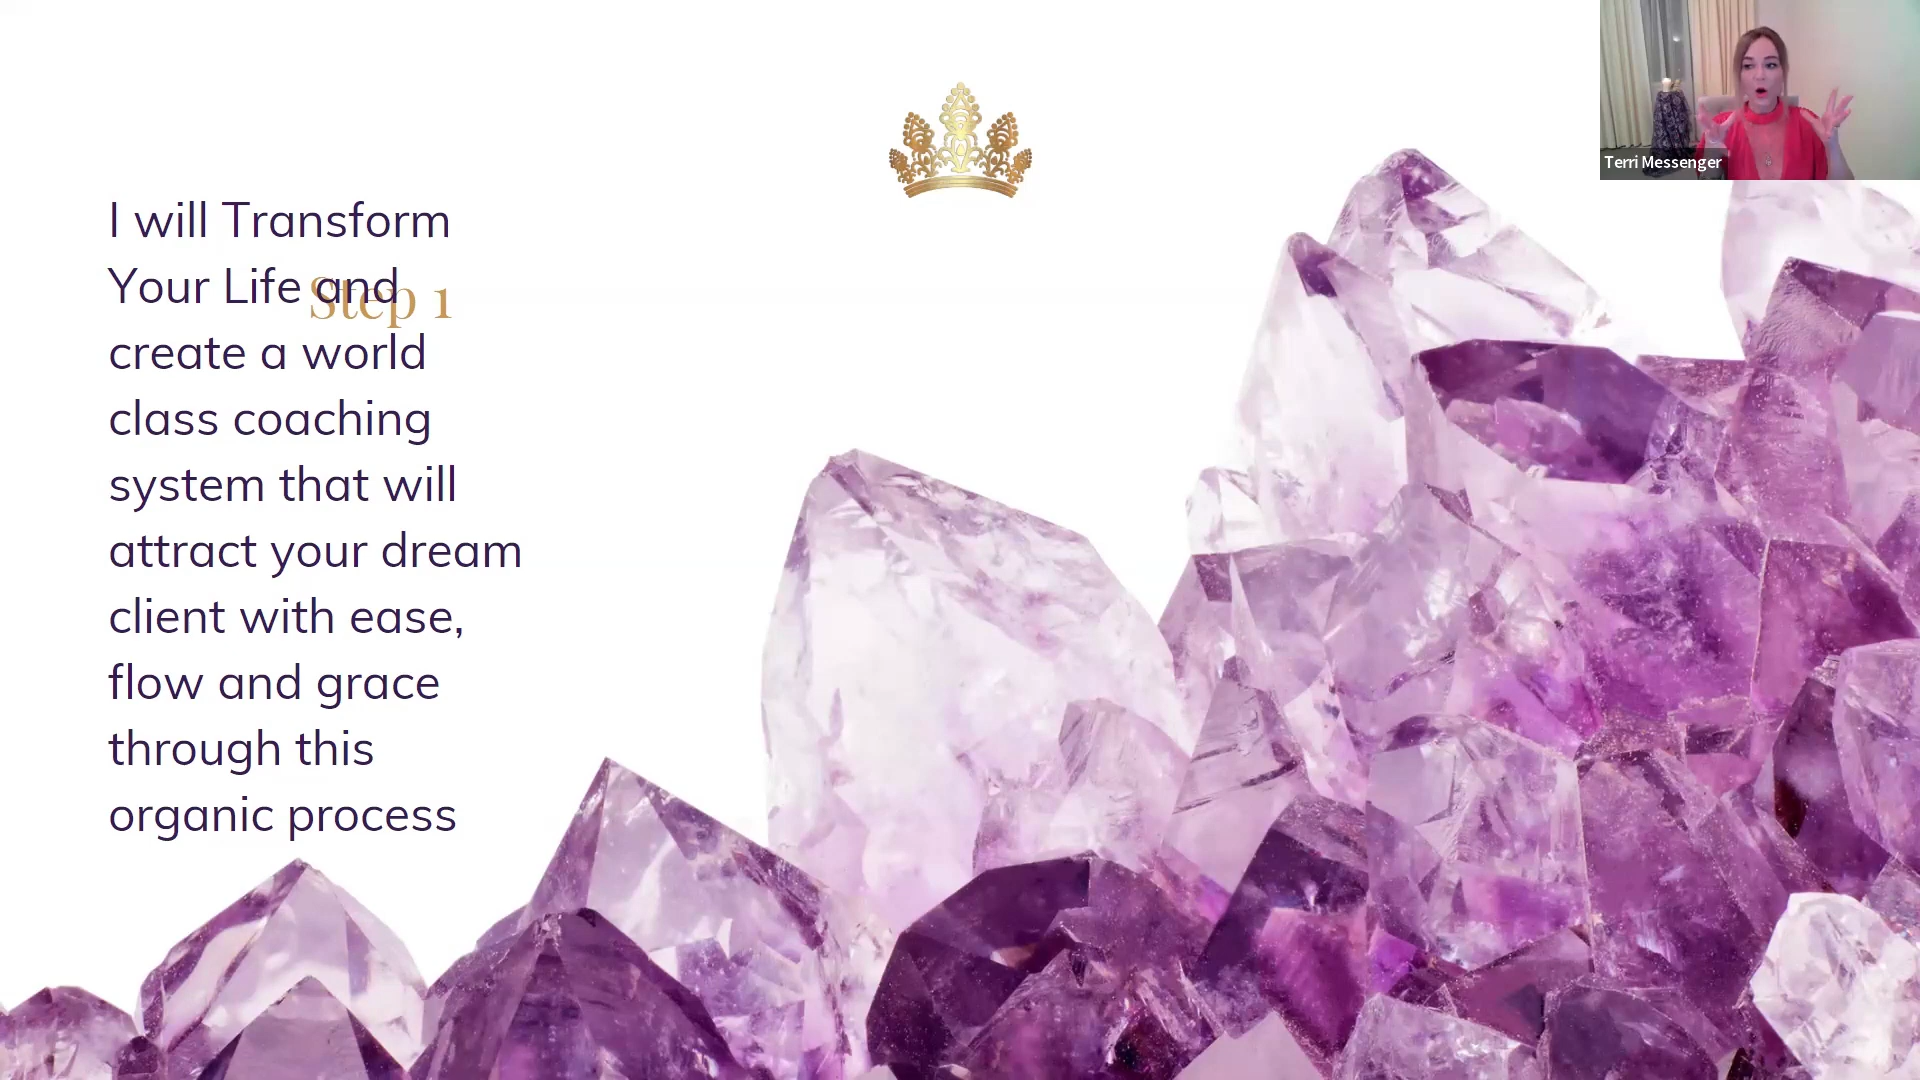 I will Transform
Your Life and
Step 1
create a world
class coaching
system that will
attract your dream
client with ease,
flow and grace
through this
organic process
Terri Messenger